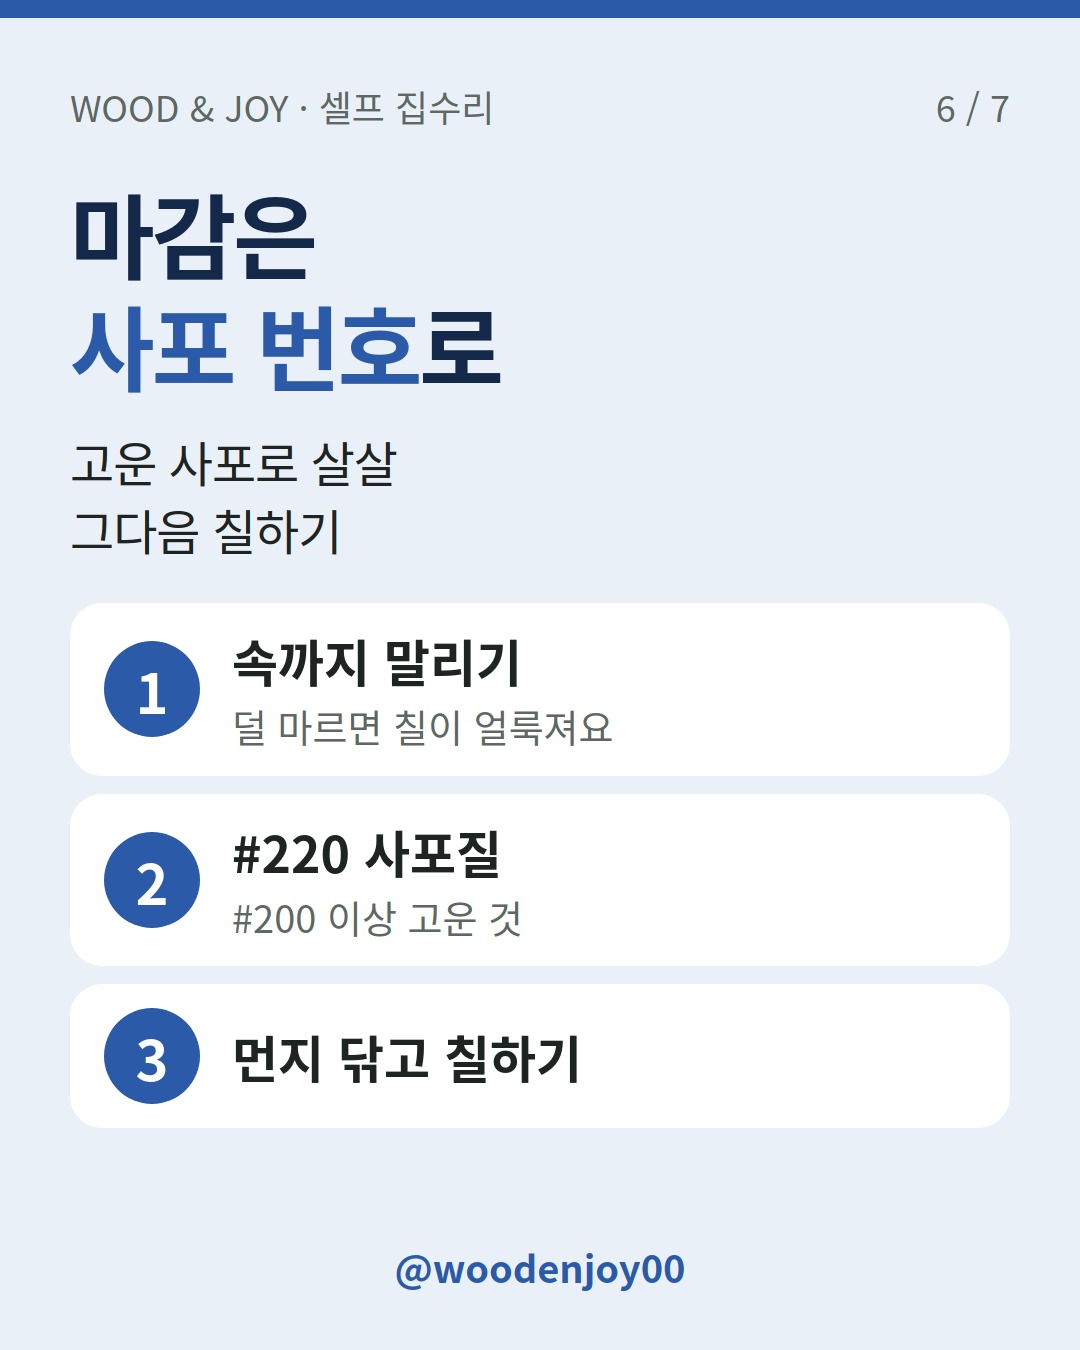 WOOD & JOY · 셀프 집수리
6 / 7
마감은
사포 번호로
고운 사포로 살살
그다음 칠하기
1
속까지 말리기
덜 마르면 칠이 얼룩져요
2
#220 사포질
#200 이상 고운 것
3
먼지 닦고 칠하기
@woodenjoy00